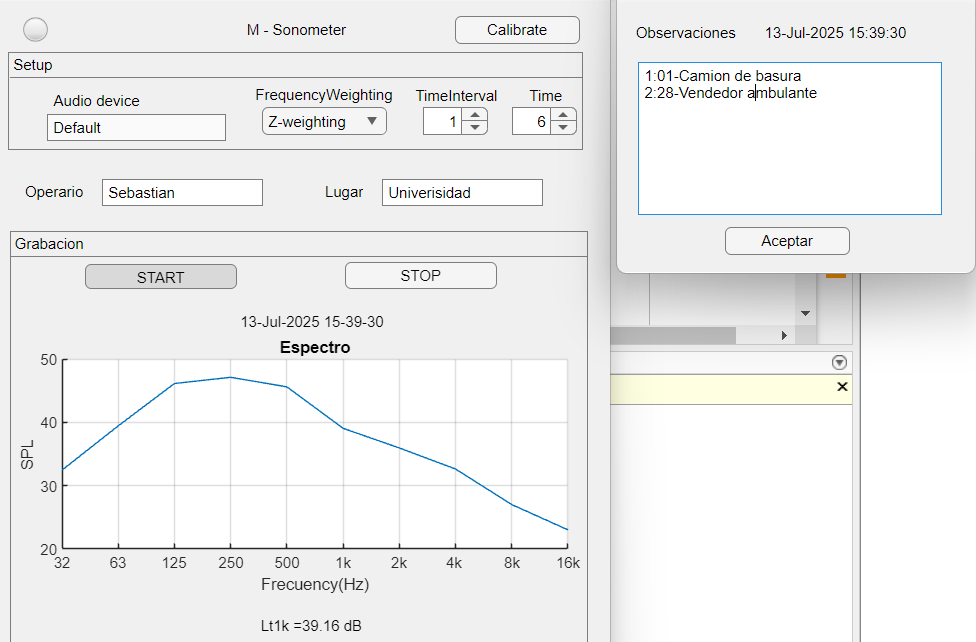 M - Sonometer
Calibrate
Setup
Audio device
Default
FrequencyWeighting
Z-weighting
TimeInterval
1
Time
6
Operario
Sebastian
Lugar
Univerisidad
Grabacion
START
STOP
13-Jul-2025 15-39-30
Espectro
SPL
50
40
30
20
32 63 125 250 500 1k 2k 4k 8k 16k
Frecuency(Hz)
Lt1k =39.16 dB
Observaciones
13-Jul-2025 15:39:30
1:01-Camion de basura
2:28-Vendedor ambulante
Aceptar